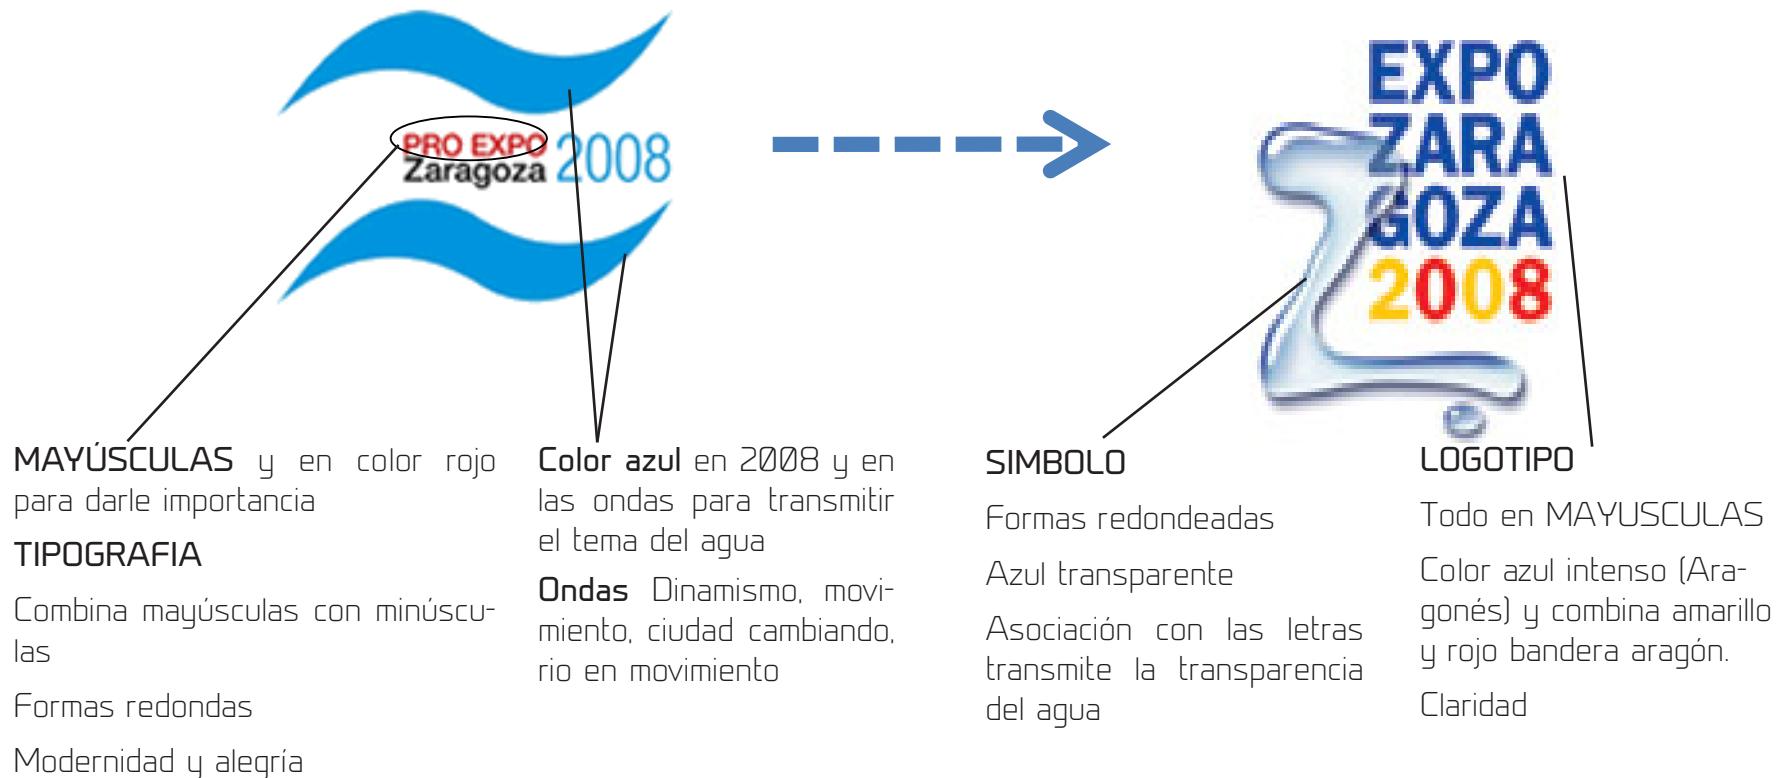 PRO EXPO
Zaragoza 2008
EXPO
ZARA
GOZA
2008
MAYÚSCULAS y en color rojo
para darle importancia
TIPOGRAFIA
Combina mayúsculas con minúscu-
las
Formas redondas
Modernidad y alegría
Color azul en 2008 y en
las ondas para transmitir
el tema del agua
Ondas Dinamismo, movi-
miento, ciudad cambiando,
rio en movimiento
SIMBOLO
Formas redondeadas
Azul transparente
Asociación con las letras
transmite la transparencia
del agua
LOGOTIPO
Todo en MAYUSCULAS
Color azul intenso (Ara-
gonés) y combina amarillo
y rojo bandera aragón.
Claridad